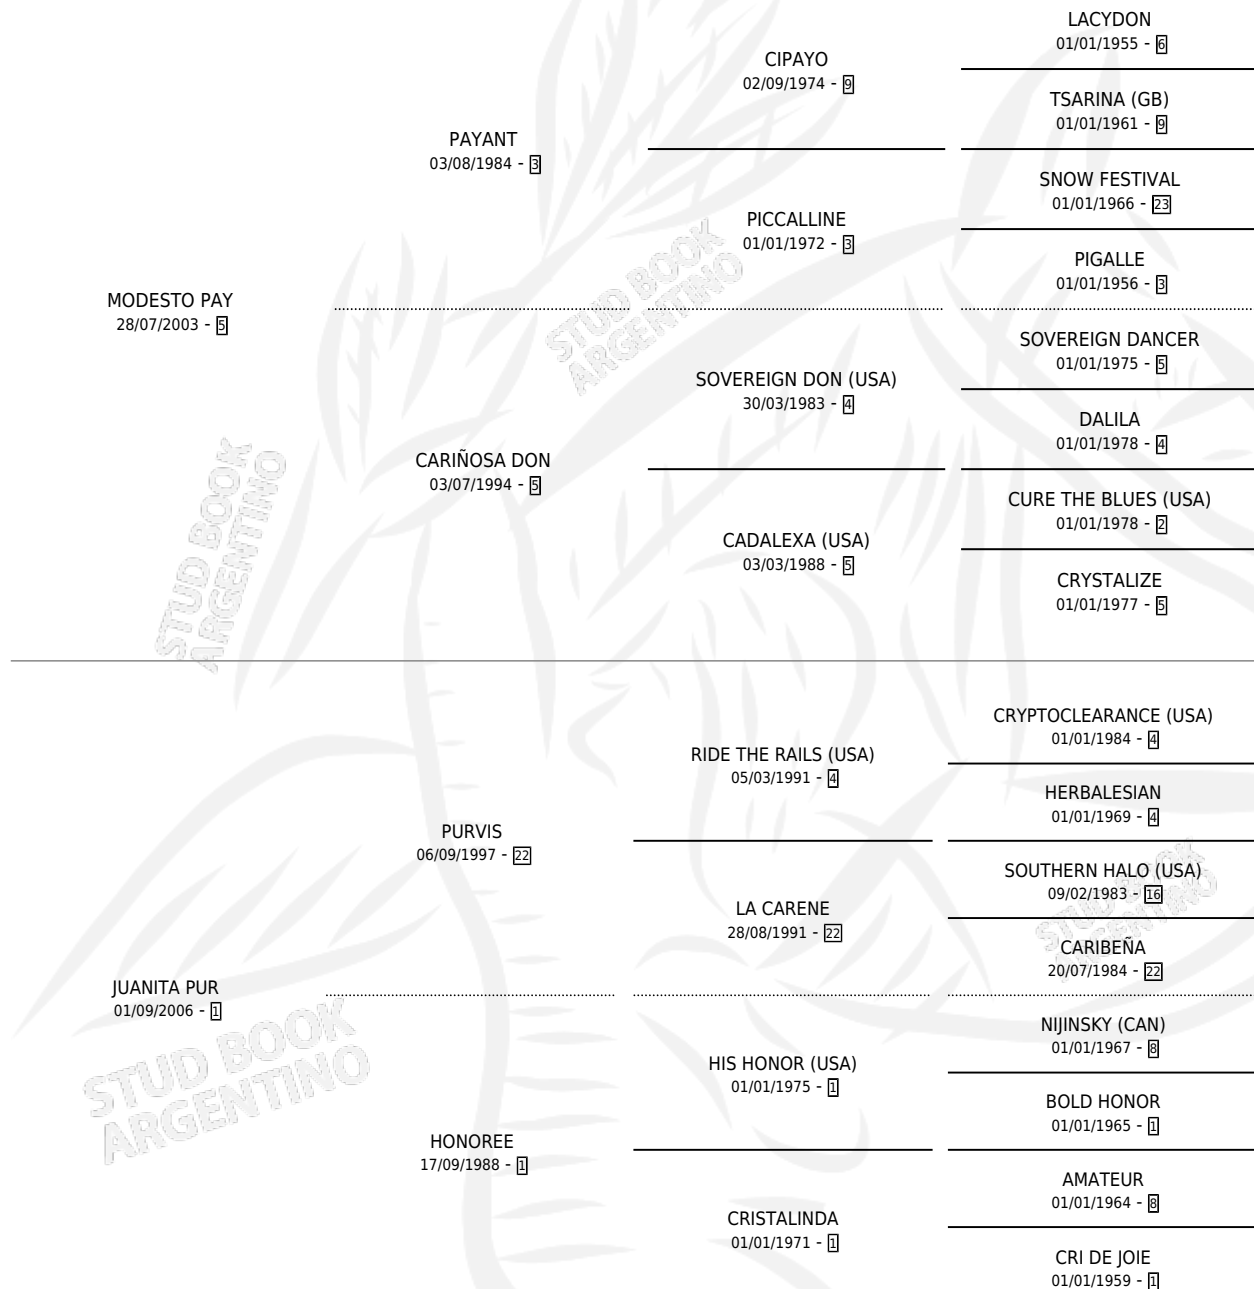 LACYDON
01/01/1955 - 6
CIPAYO
02/09/1974 - 9
TSARINA (GB)
01/01/1961 - 9
PAYANT
03/08/1984 - 3
SNOW FESTIVAL
01/01/1966 - 23
PICCALLINE
01/01/1972 - 3
PIGALLE
01/01/1956 - 3
MODESTO PAY
28/07/2003 - 5
SOVEREIGN DANCER
01/01/1975 - 5
SOVEREIGN DON (USA)
30/03/1983 - 4
DALILA
01/01/1978 - 4
CARIÑOSA DON
03/07/1994 - 5
CURE THE BLUES (USA)
01/01/1978 - 2
CADALEXA (USA)
03/03/1988 - 5
CRYSTALIZE
01/01/1977 - 5
CRYPTOCLEARANCE (USA)
01/01/1984 - 4
RIDE THE RAILS (USA)
05/03/1991 - 4
HERBALESIAN
01/01/1969 - 4
PURVIS
06/09/1997 - 22
SOUTHERN HALO (USA)
09/02/1983 - 16
LA CARENE
28/08/1991 - 22
CARIBEÑA
20/07/1984 - 22
JUANITA PUR
01/09/2006 - 1
NIJINSKY (CAN)
01/01/1967 - 8
HIS HONOR (USA)
01/01/1975 - 1
BOLD HONOR
01/01/1965 - 1
HONOREE
17/09/1988 - 1
AMATEUR
01/01/1964 - 8
CRISTALINDA
01/01/1971 - 1
CRI DE JOIE
01/01/1959 - 1
STUD BOOK
ARGENTINO
STUD BOOK
ARGENTINO
STUD BOOK
ARGENTINO
STUD BOOK
ARGENTINO